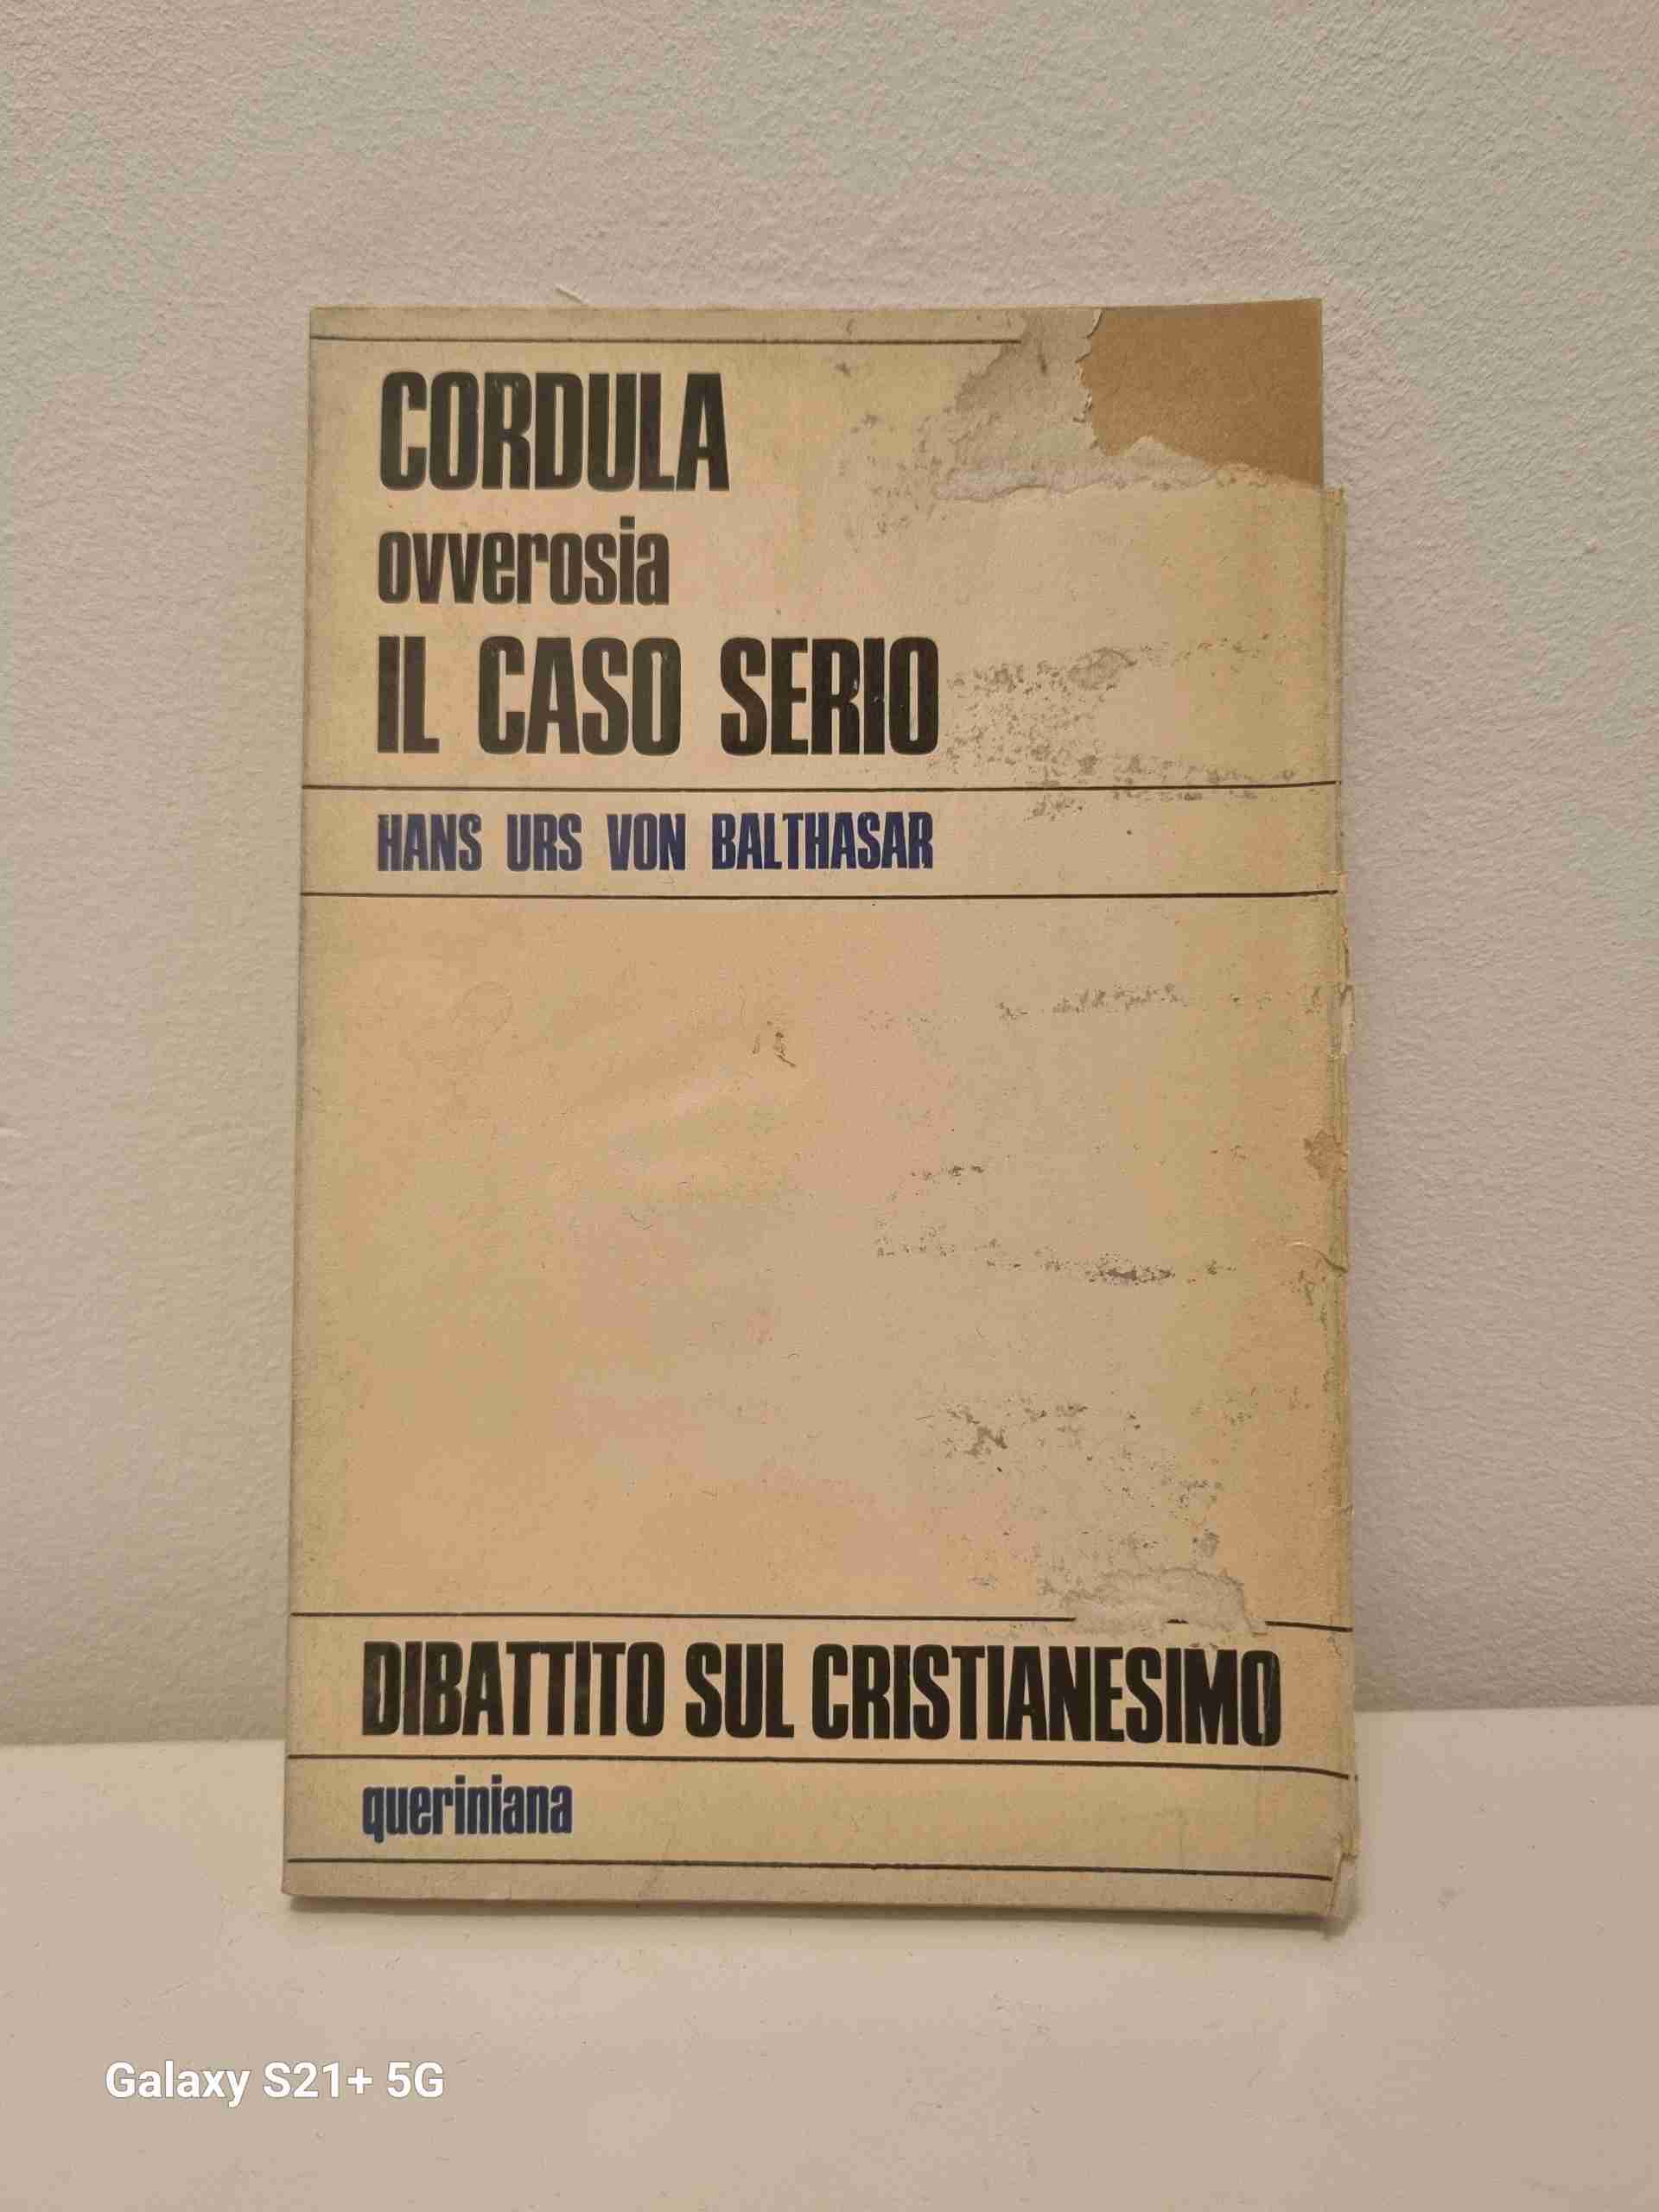 CORDULA
ovverosia
IL CASO SERIO
HANS URS VON BALTHASAR
DIBATTITO SUL CRISTIANESIMO
queriniana
Galaxy S21+ 5G